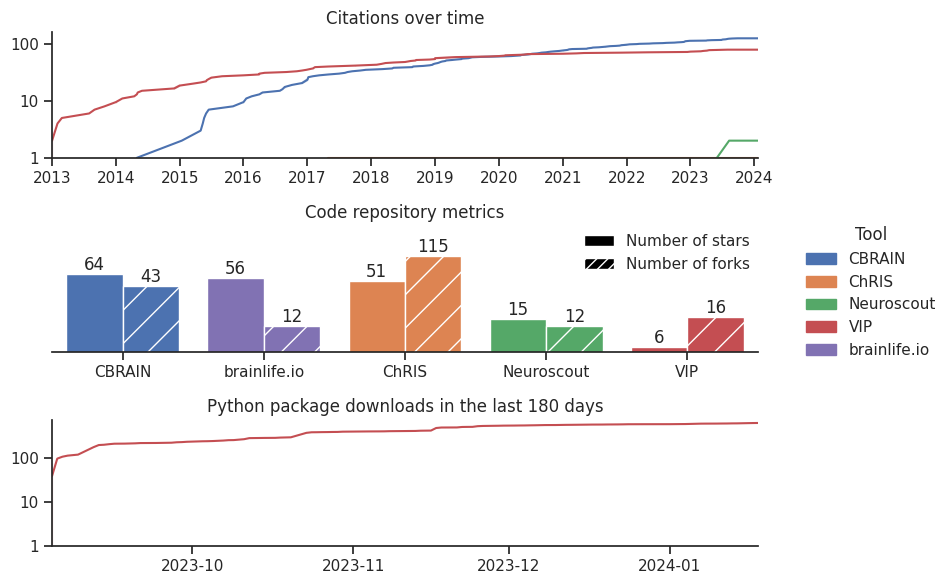 Citations over time
100
10
1
2013 2014 2015 2016 2017 2018 2019 2020 2021 2022 2023 2024
Code repository metrics
Number of stars
Number of forks
64 43 56 12 51 115 15 12 6 16
CBRAIN brainlife.io ChRIS Neuroscout VIP
Tool
CBRAIN
ChRIS
Neuroscout
VIP
brainlife.io
Python package downloads in the last 180 days
100
10
1
2023-10 2023-11 2023-12 2024-01